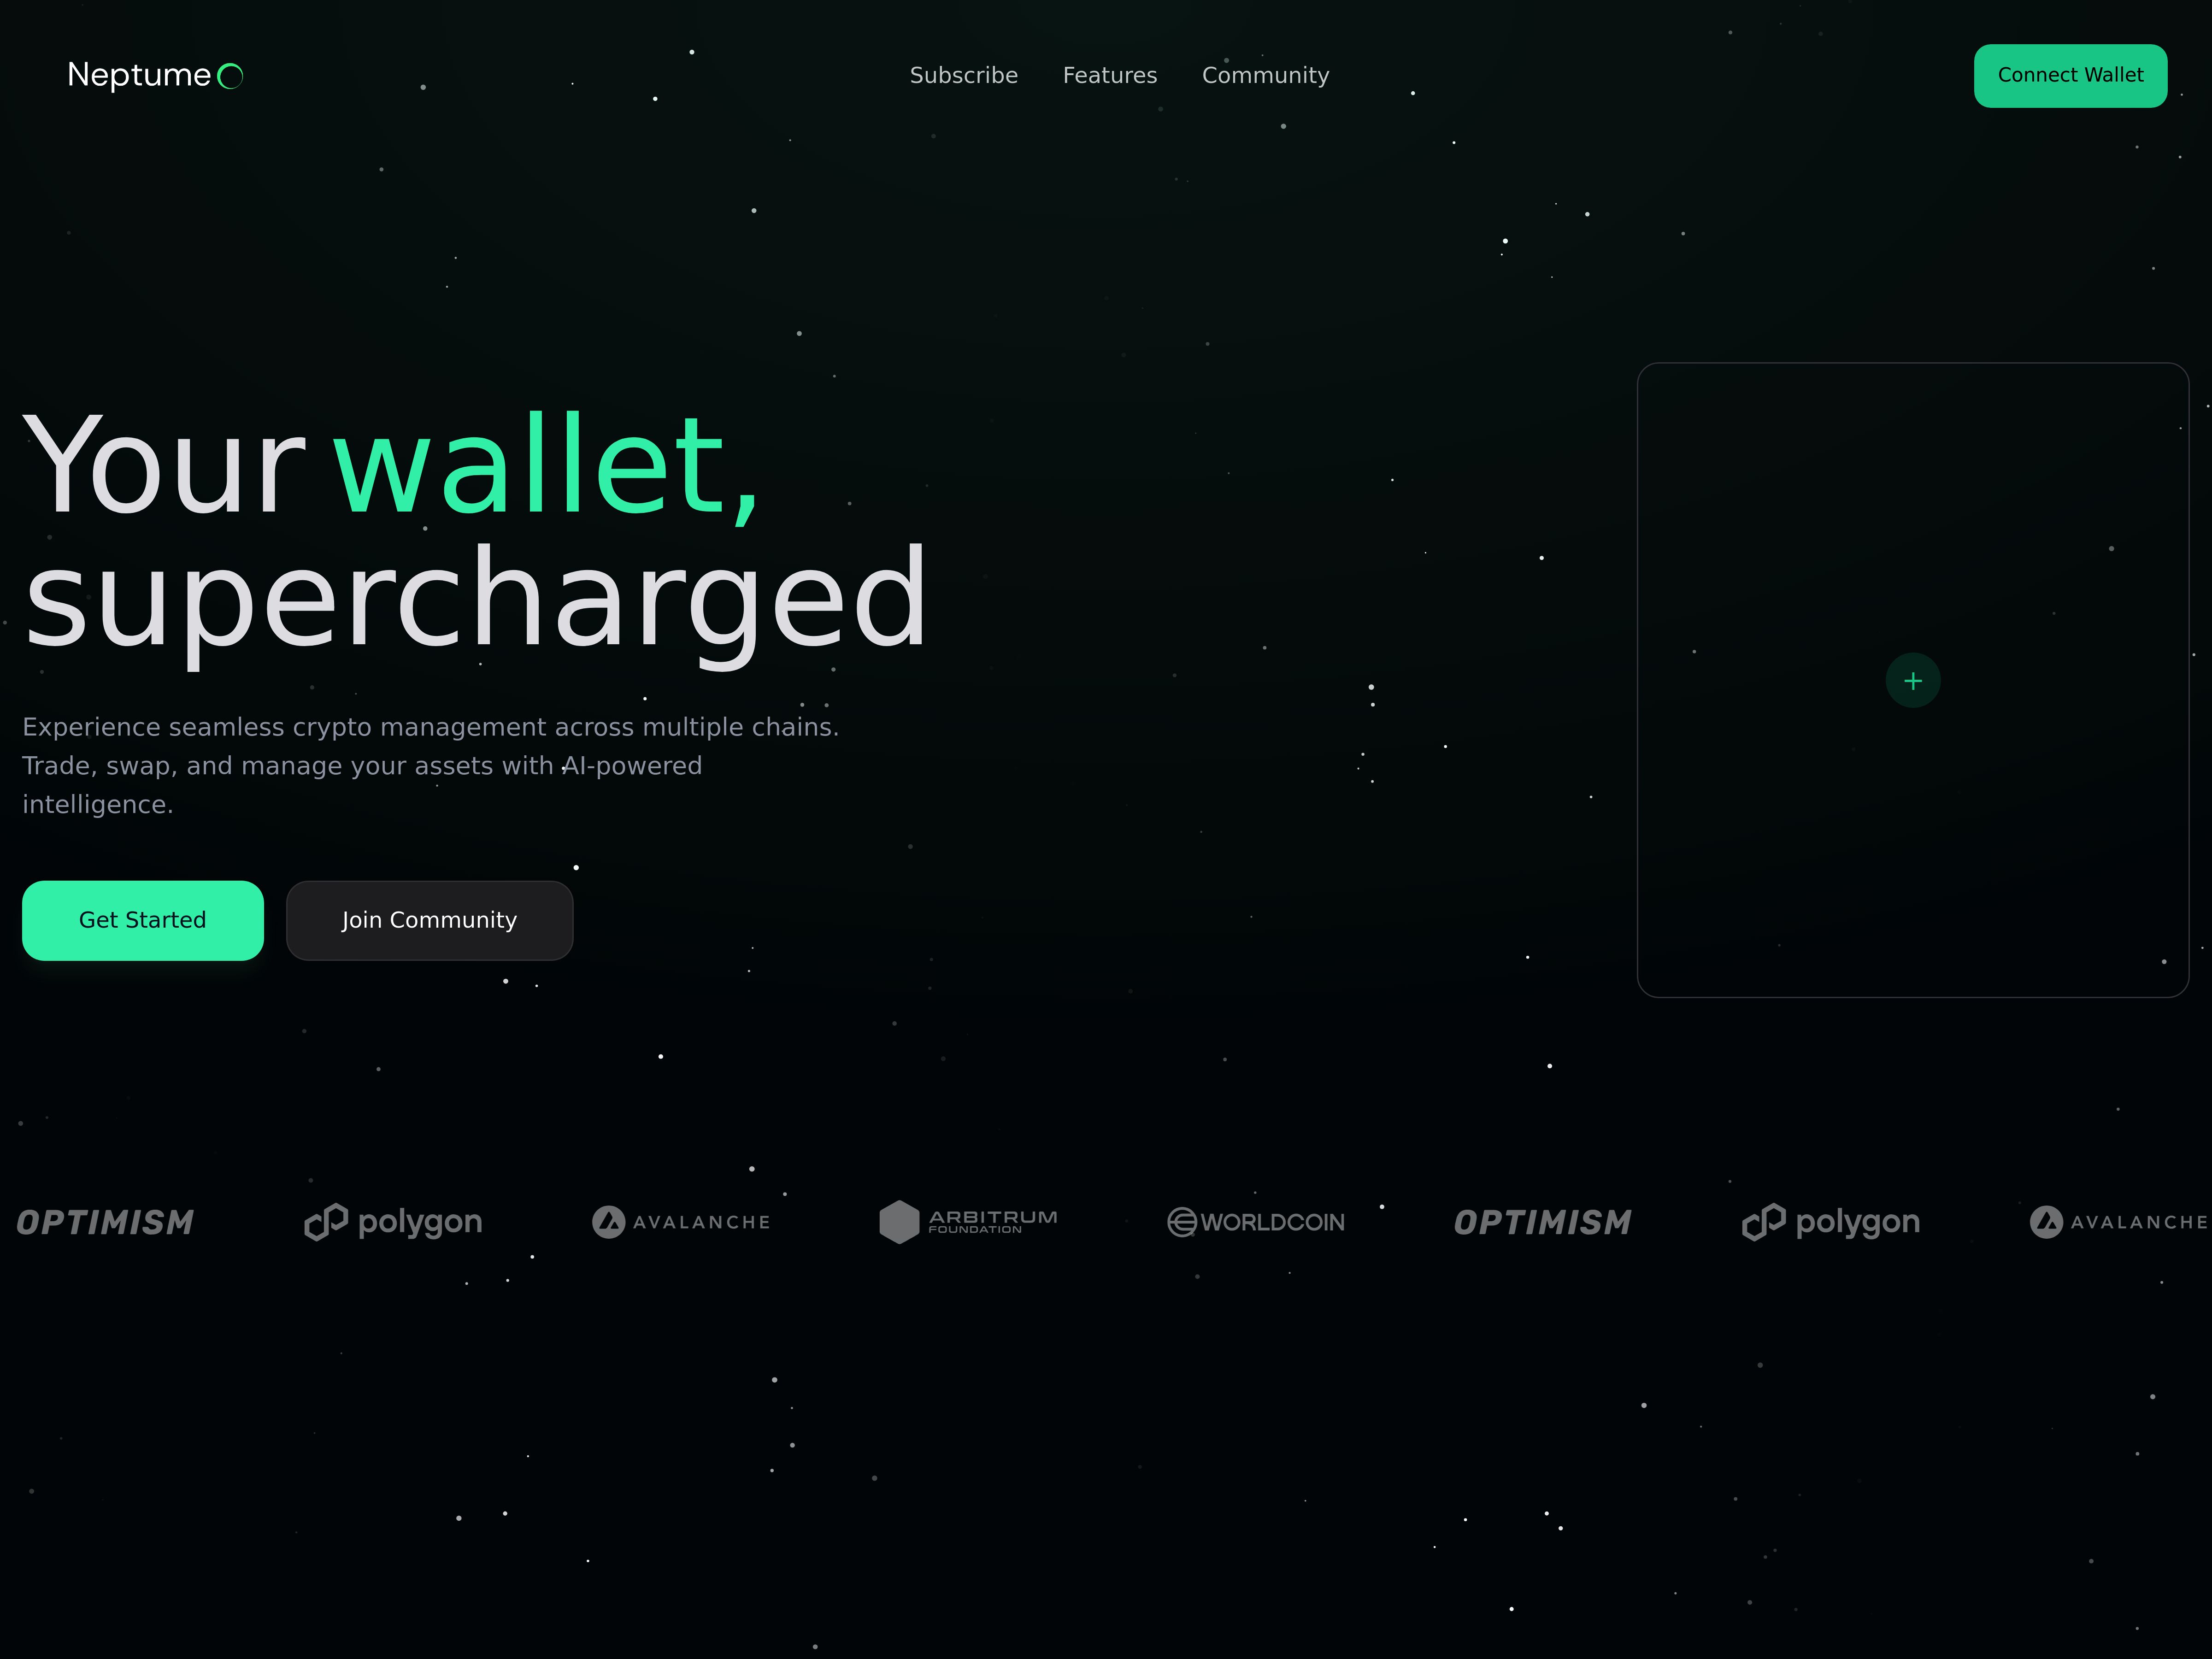 Neptume
Subscribe Features Community
Connect Wallet
Your wallet,
supercharged
Experience seamless crypto management across multiple chains.
Trade, swap, and manage your assets with AI-powered
intelligence.
Get Started
Join Community
+
OPTIMISM
polygon
AVALANCHE
ARBITRUM
FOUNDATION
WORLDCOIN
OPTIMISM
polygon
AVALANCHE